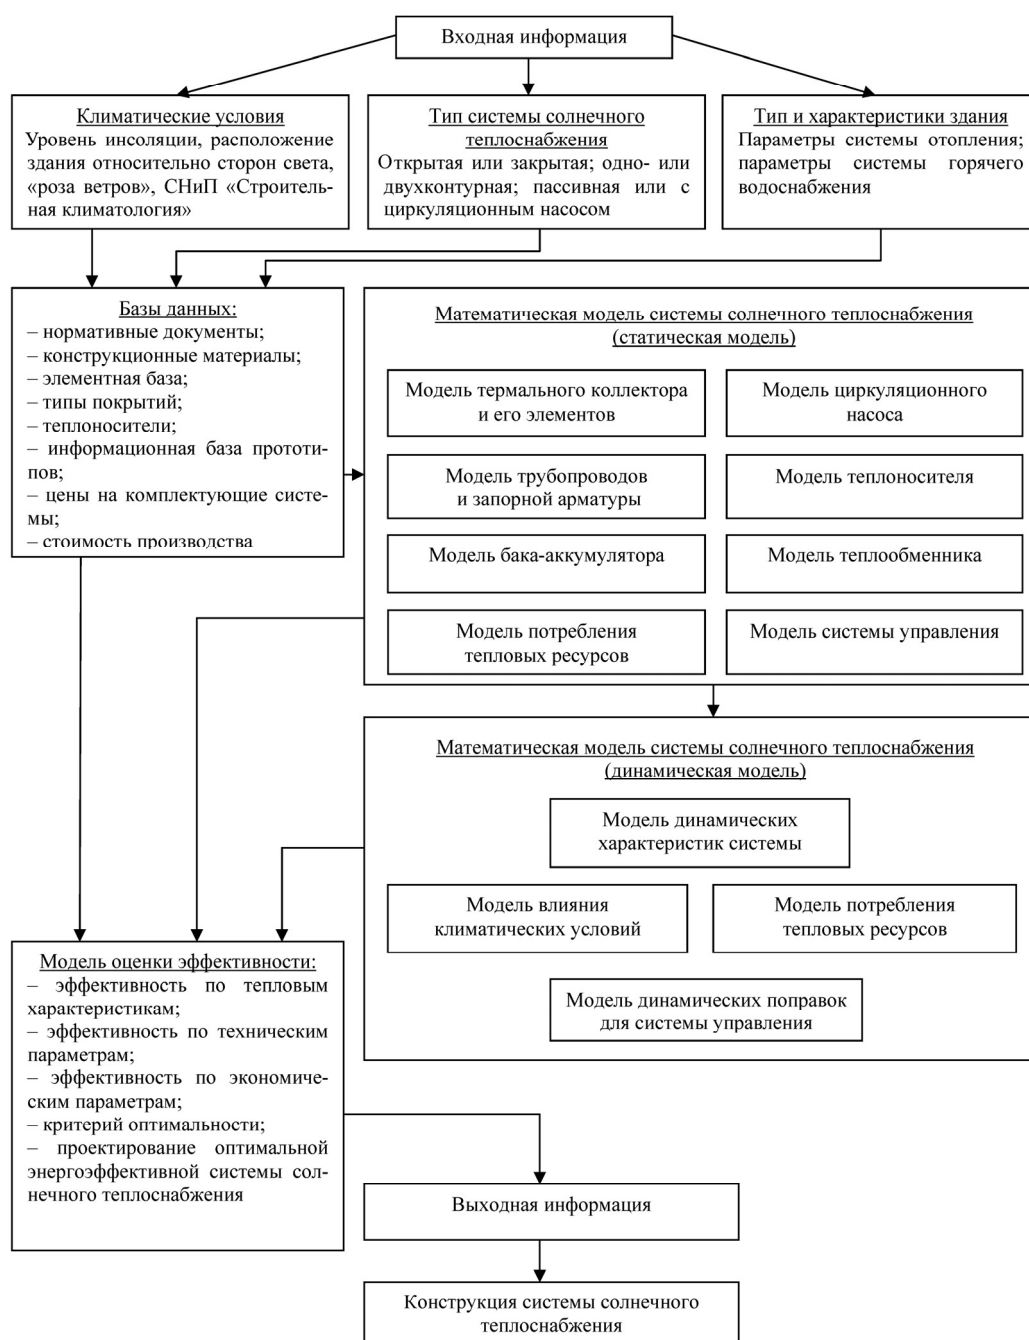 Входная информация
Климатические условия
Уровень инсоляции, расположение
здания относительно сторон света,
«роза ветров», СНиП «Строитель-
ная климатология»
Тип системы солнечного
теплоснабжения
Открытая или закрытая; одно- или
двухконтурная; пассивная или с
циркуляционным насосом
Тип и характеристики здания
Параметры системы отопления;
параметры системы горячего
водоснабжения
Базы данных:
– нормативные документы;
– конструкционные материалы;
– элементная база;
– типы покрытий;
– теплоносители;
– информационная база прототи-
пов;
– цены на комплектующие систе-
мы;
– стоимость производства
Математическая модель системы солнечного теплоснабжения
(статическая модель)
Модель термального коллектора
и его элементов
Модель циркуляционного
насоса
Модель трубопроводов
и запорной арматуры
Модель теплоносителя
Модель бака-аккумулятора
Модель теплообменника
Модель потребления
тепловых ресурсов
Модель системы управления
Математическая модель системы солнечного теплоснабжения
(динамическая модель)
Модель динамических
характеристик системы
Модель влияния
климатических условий
Модель потребления
тепловых ресурсов
Модель динамических поправок
для системы управления
Модель оценки эффективности:
– эффективность по тепловым
характеристикам;
– эффективность по техническим
параметрам;
– эффективность по экономиче-
ским параметрам;
– критерий оптимальности;
– проектирование оптимальной
энергоэффективной системы сол-
нечного теплоснабжения
Выходная информация
Конструкция системы солнечного
теплоснабжения